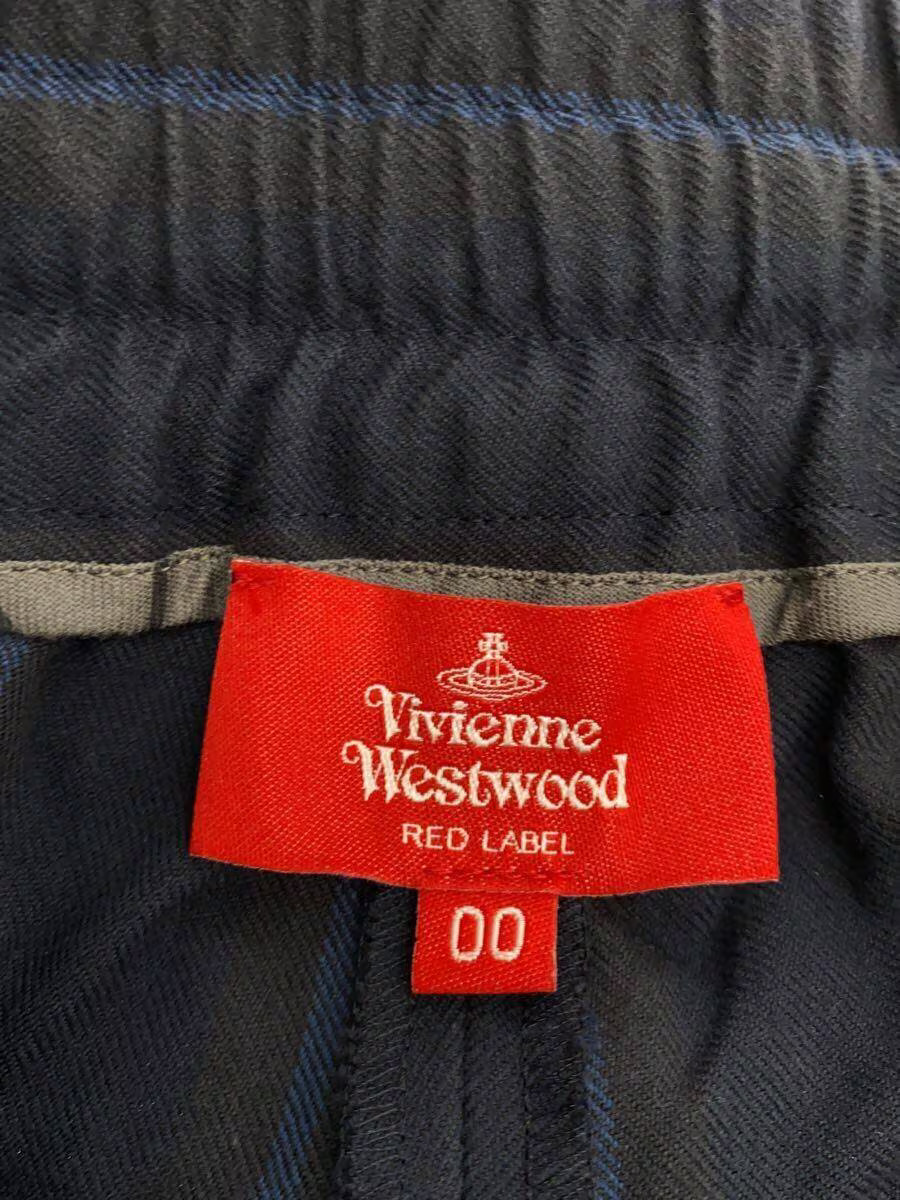 Vivienne
Westwood
RED LABEL
00